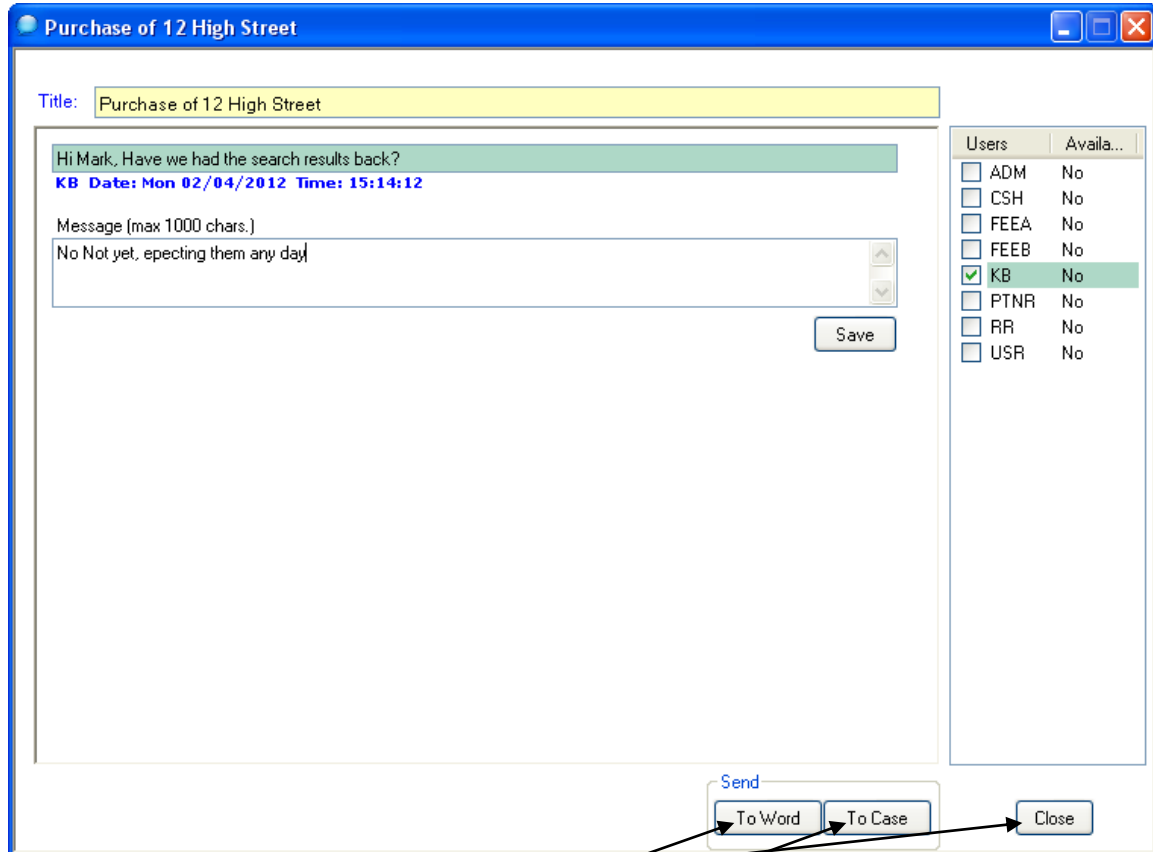 Purchase of 12 High Street
Title: Purchase of 12 High Street
Hi Mark, Have we had the search results back?
KB Date: Mon 02/04/2012 Time: 15:14:12
Message (max 1000 chars.)
No Not yet, epecting them any day
Save
Users Availa...
ADM No
CSH No
FEEA No
FEEB No
KB No
PTNR No
RR No
USR No
Send
To Word To Case Close